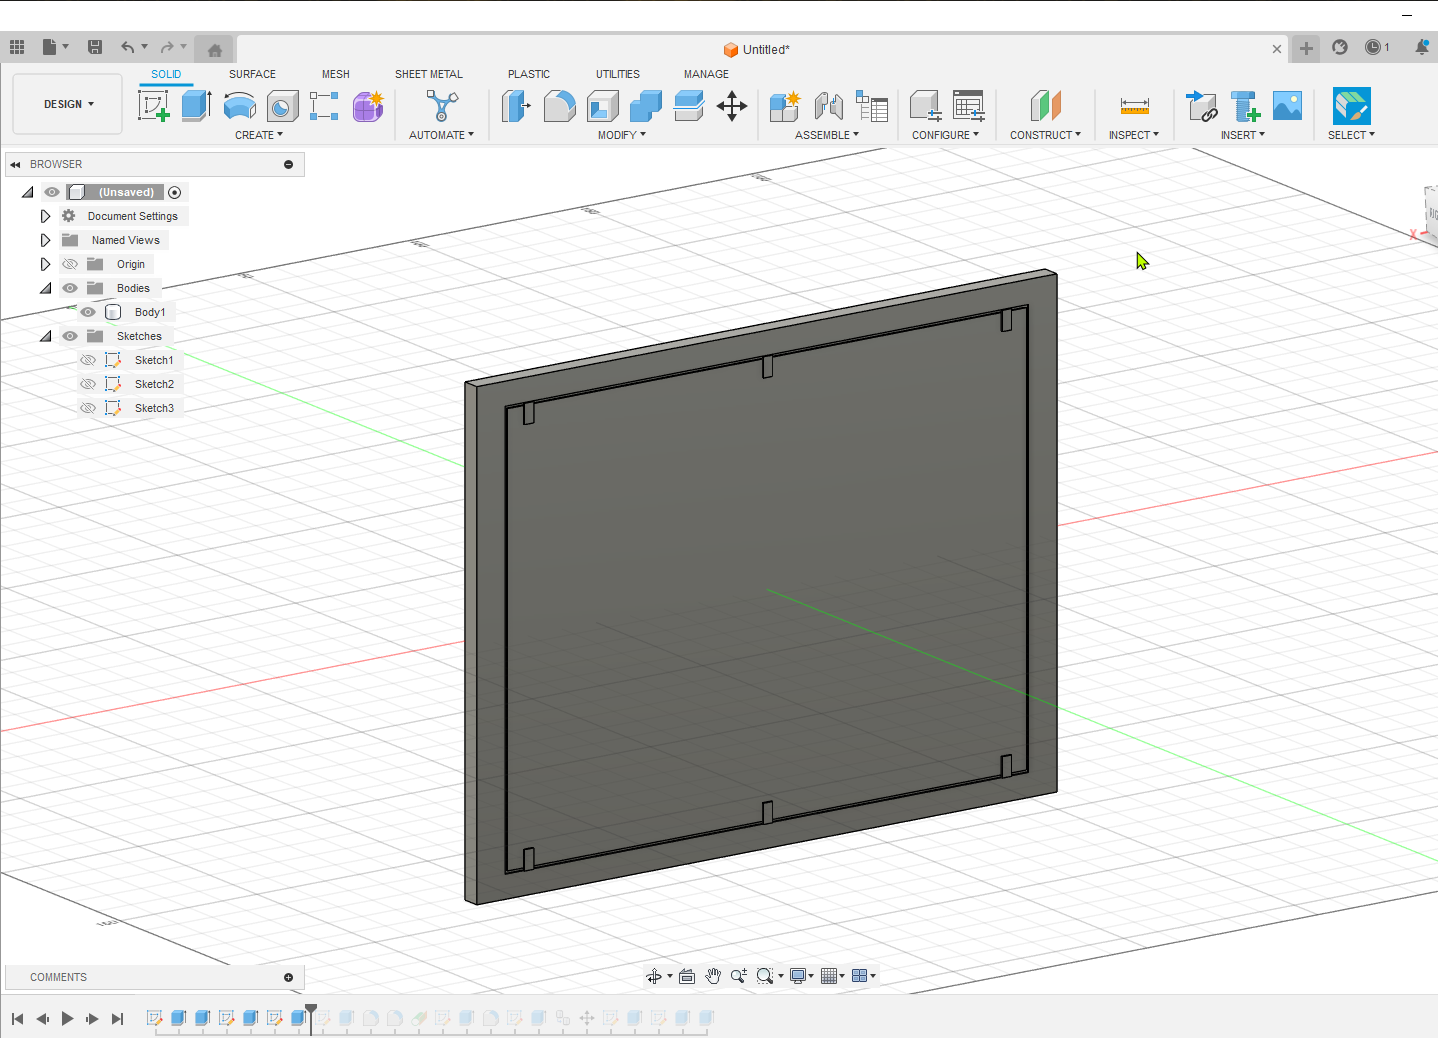 Untitled*
1
DESIGN
SOLID SURFACE MESH SHEET METAL PLASTIC UTILITIES MANAGE
CREATE AUTOMATE MODIFY ASSEMBLE CONFIGURE CONSTRUCT INSPECT INSERT SELECT
BROWSER
(Unsaved)
Document Settings
Named Views
Origin
Bodies
Body1
Sketches
Sketch1
Sketch2
Sketch3
X
COMMENTS